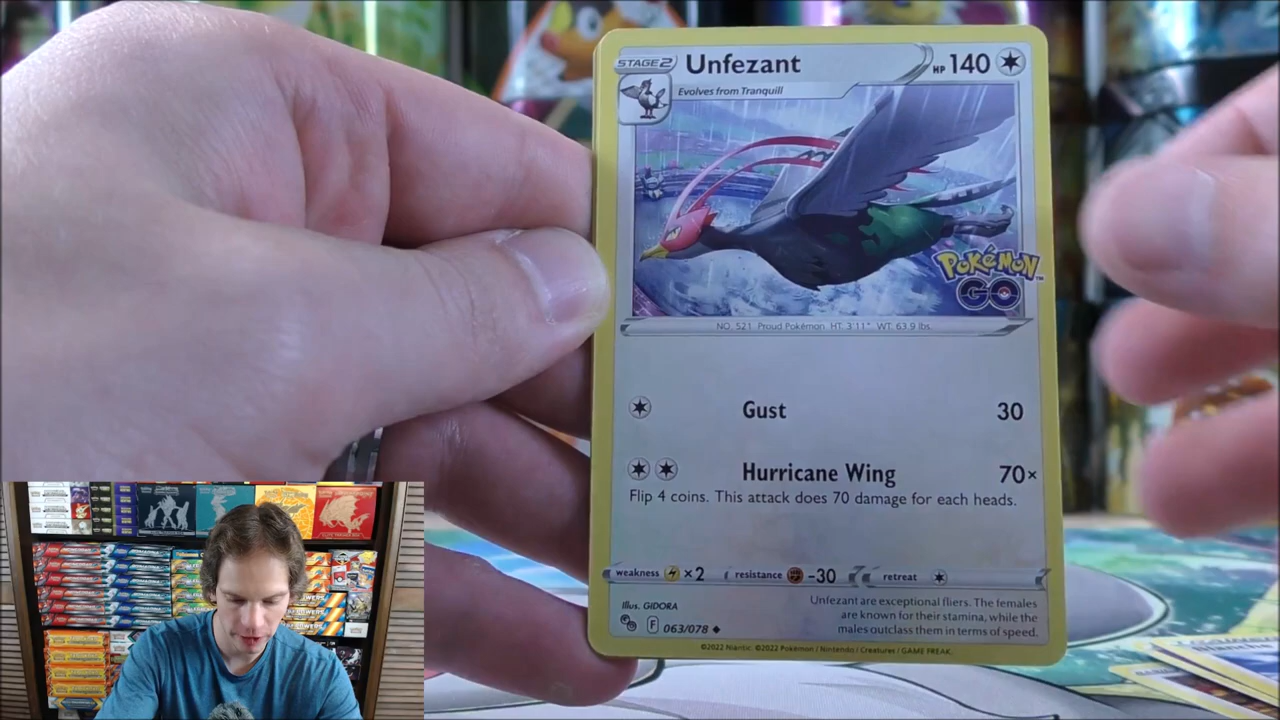 STAGE 2 Unfezant HP 140
Evolves from Tranquill
Pokémon
GO
NO. 521 Proud Pokémon HT: 3'11" WT: 63.9 lbs.
Gust 30
Hurricane Wing 70×
Flip 4 coins. This attack does 70 damage for each heads.
weakness ×2 resistance -30 retreat
Illus. GIDORA
F 063/078
Unfezant are exceptional fliers. The females
are known for their stamina, while the
males outclass them in terms of speed.
©2022 Niantic. ©2022 Pokémon / Nintendo / Creatures / GAME FREAK.